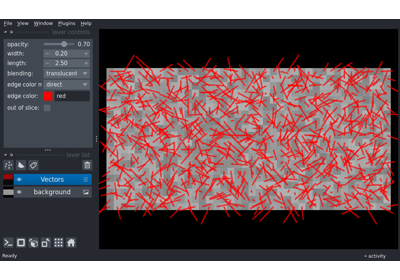 File View Window Plugins Help
layer controls
opacity: 0.70
width: 0.20
length: 2.50
blending: translucent
edge color m direct
edge color: red
out of slice:
layer list
Vectors
background
Ready
activity